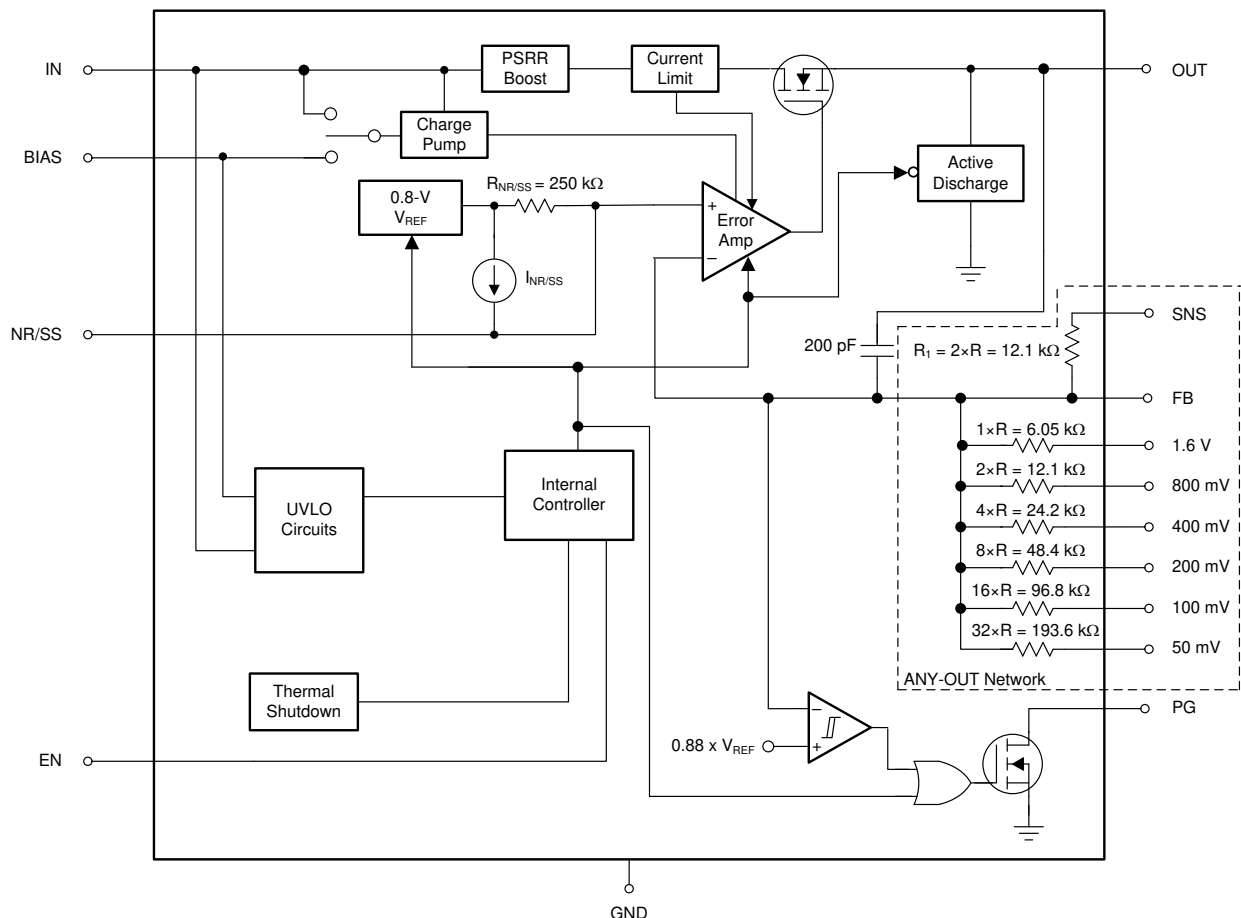 IN
PSRR
Boost
Current
Limit
OUT
Charge
Pump
BIAS
Active
Discharge
0.8-V
VREF
RNR/SS = 250 kΩ
+
Error
Amp
−
INR/SS
NR/SS
SNS
200 pF
R1 = 2×R = 12.1 kΩ
FB
1×R = 6.05 kΩ
1.6 V
2×R = 12.1 kΩ
800 mV
4×R = 24.2 kΩ
400 mV
8×R = 48.4 kΩ
200 mV
16×R = 96.8 kΩ
100 mV
32×R = 193.6 kΩ
50 mV
ANY-OUT Network
UVLO
Circuits
Internal
Controller
Thermal
Shutdown
PG
−
0.88 x VREF
+
EN
GND